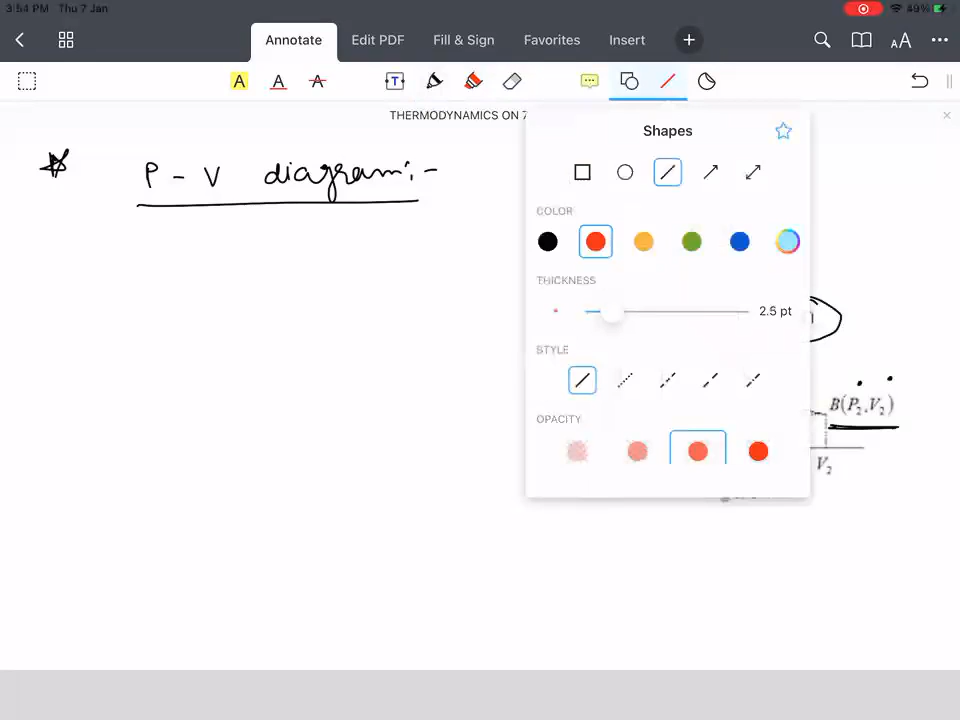 3:54 PM Thu 7 Jan 49%
Annotate Edit PDF Fill & Sign Favorites Insert
THERMODYNAMICS ON 7
P - V diagram:-
Shapes
COLOR
THICKNESS
2.5 pt
STYLE
OPACITY
B(P₂,V₂)
V₂